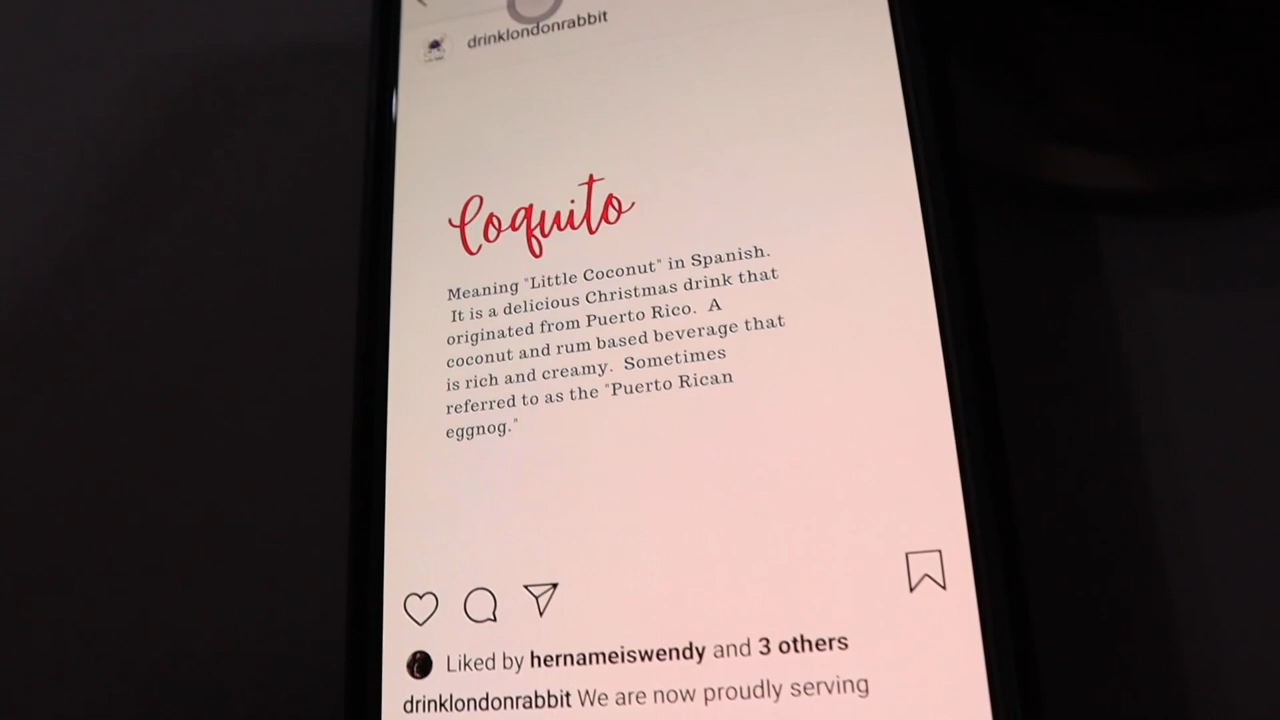 drinklondonrabbit
Coquito
Meaning "Little Coconut" in Spanish.
It is a delicious Christmas drink that
originated from Puerto Rico. A
coconut and rum based beverage that
is rich and creamy. Sometimes
referred to as the "Puerto Rican
eggnog."
Liked by hernameiswendy and 3 others
drinklondonrabbit We are now proudly serving